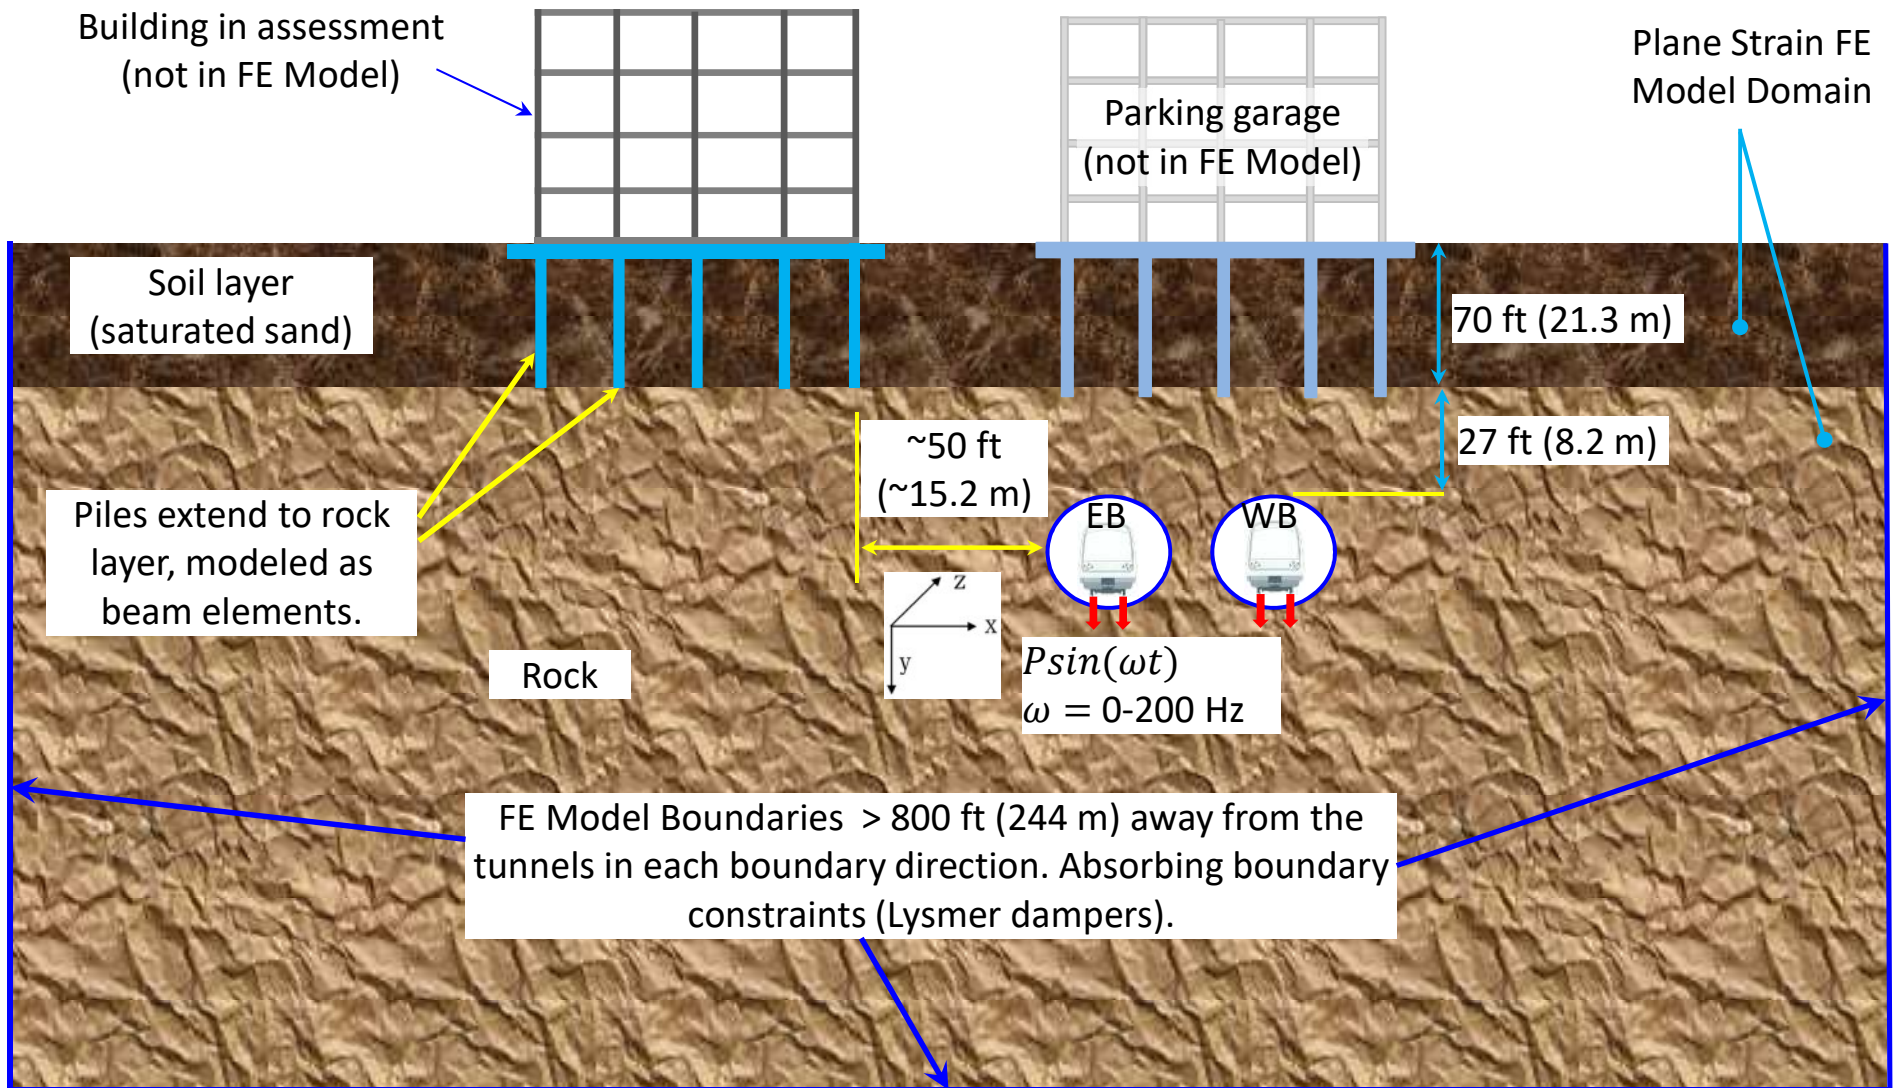 Building in assessment
(not in FE Model)
Parking garage
(not in FE Model)
Plane Strain FE
Model Domain
Soil layer
(saturated sand)
70 ft (21.3 m)
27 ft (8.2 m)
~50 ft
(~15.2 m)
Piles extend to rock
layer, modeled as
beam elements.
EB
WB
z
x
y
Rock
Psin(ωt)
ω = 0-200 Hz
FE Model Boundaries > 800 ft (244 m) away from the
tunnels in each boundary direction. Absorbing boundary
constraints (Lysmer dampers).